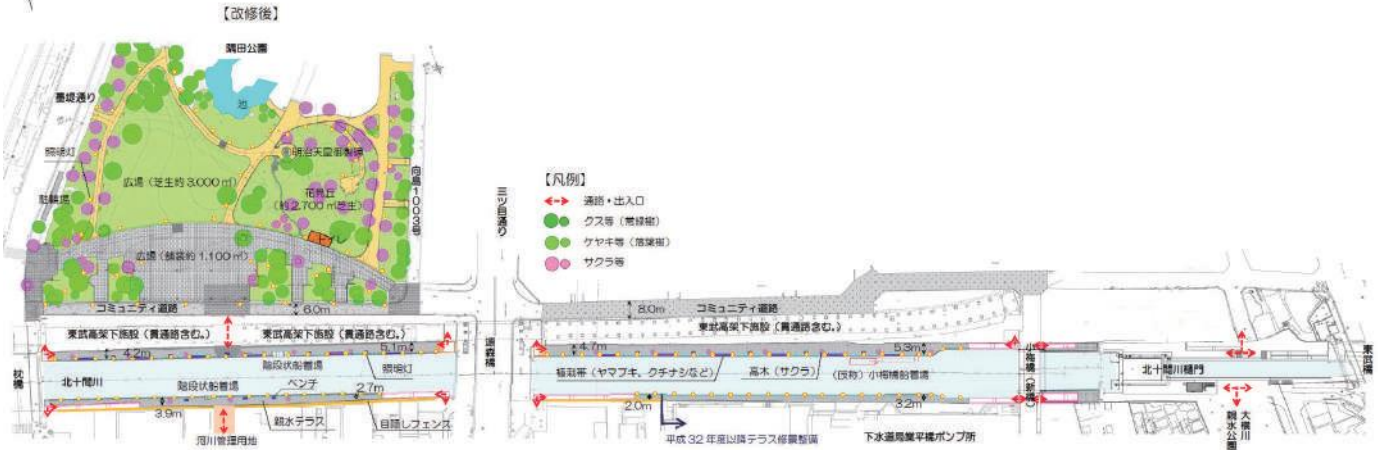 【改修後】
隅田公園
墨堤通り
池
照明灯
明治天皇御製碑
広場（芝生約3,000㎡）
花見丘
（約2,700㎡芝生）
駐輪場
向島1003号
三ツ目通り
トイレ
広場（舗装約1,100㎡）
【凡例】
通路・出入口
クス等（常緑樹）
ケヤキ等（落葉樹）
サクラ等
コミュニティ道路
6.0m
8.0m
コミュニティ道路
東武高架下施設（貫通路含む。）
東武高架下施設（貫通路含む。）
東武高架下施設（貫通路含む。）
4.2m
5.1m
4.7m
5.3m
枕橋
北十間川
階段状船着場
階段状船着場
照明灯
ベンチ
2.7m
3.9m
親水テラス
目隠しフェンス
河川管理用地
源森橋
植栽帯（ヤマブキ、クチナシなど）
高木（サクラ）
（仮称）小梅橋船着場
2.0m
3.2m
平成32年度以降テラス修景整備
下水道局業平橋ポンプ所
小梅橋（新橋）
北十間川樋門
大横川
親水公園
東武橋